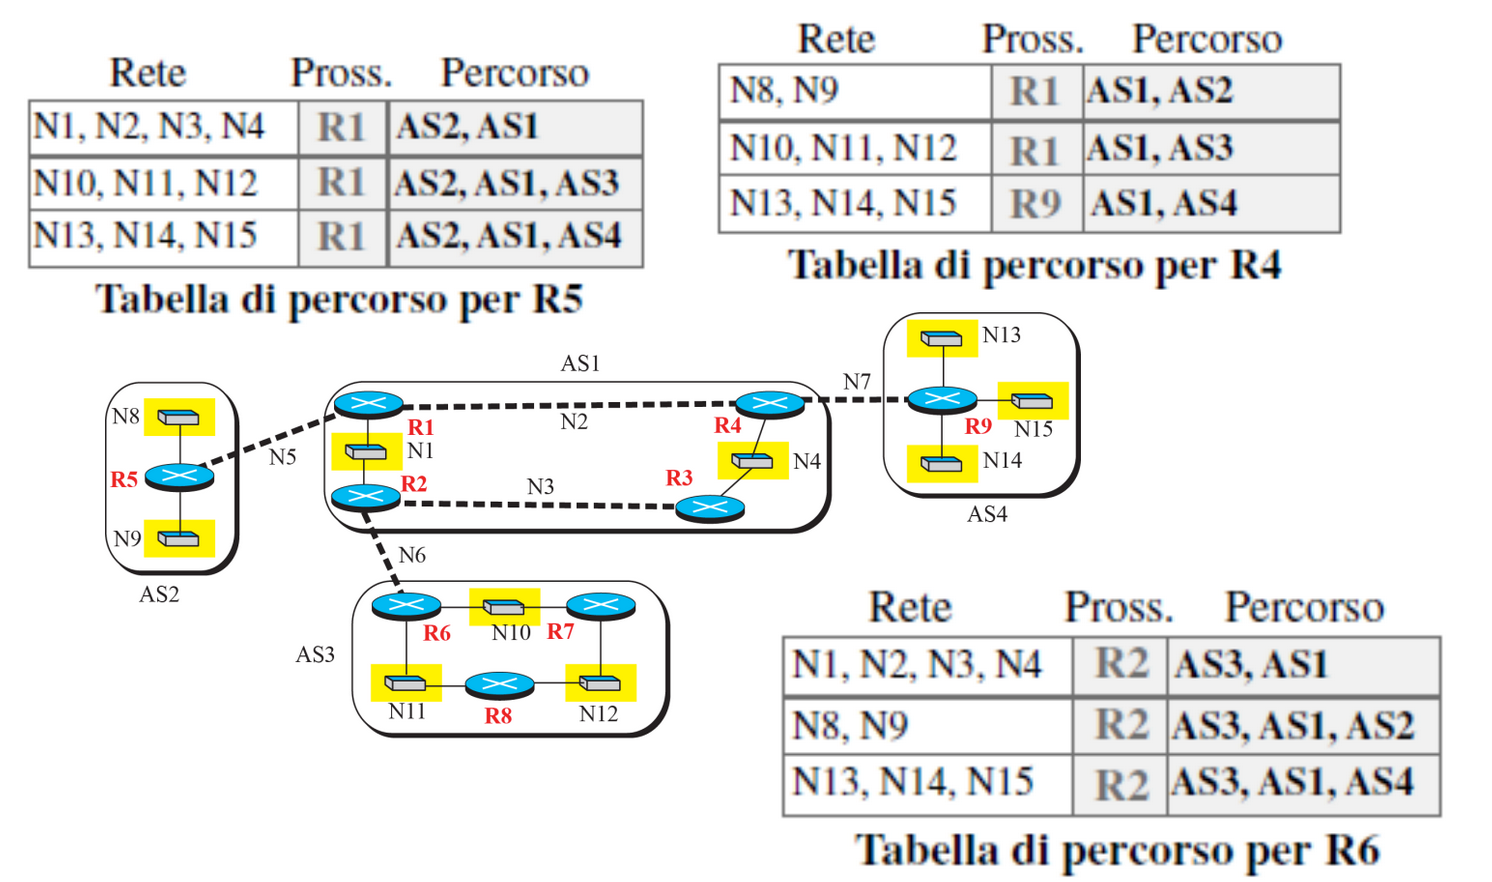 Rete Pross. Percorso
N1, N2, N3, N4 R1 AS2, AS1
N10, N11, N12 R1 AS2, AS1, AS3
N13, N14, N15 R1 AS2, AS1, AS4
Tabella di percorso per R5
Rete Pross. Percorso
N8, N9 R1 AS1, AS2
N10, N11, N12 R1 AS1, AS3
N13, N14, N15 R9 AS1, AS4
Tabella di percorso per R4
N8
R5
N9
AS2
N5
AS1
R1
N2
R4
N1
R2
N3
R3
N4
N7
N13
R9
N15
N14
AS4
N6
AS3
R6
N10
R7
N11
R8
N12
Rete Pross. Percorso
N1, N2, N3, N4 R2 AS3, AS1
N8, N9 R2 AS3, AS1, AS2
N13, N14, N15 R2 AS3, AS1, AS4
Tabella di percorso per R6